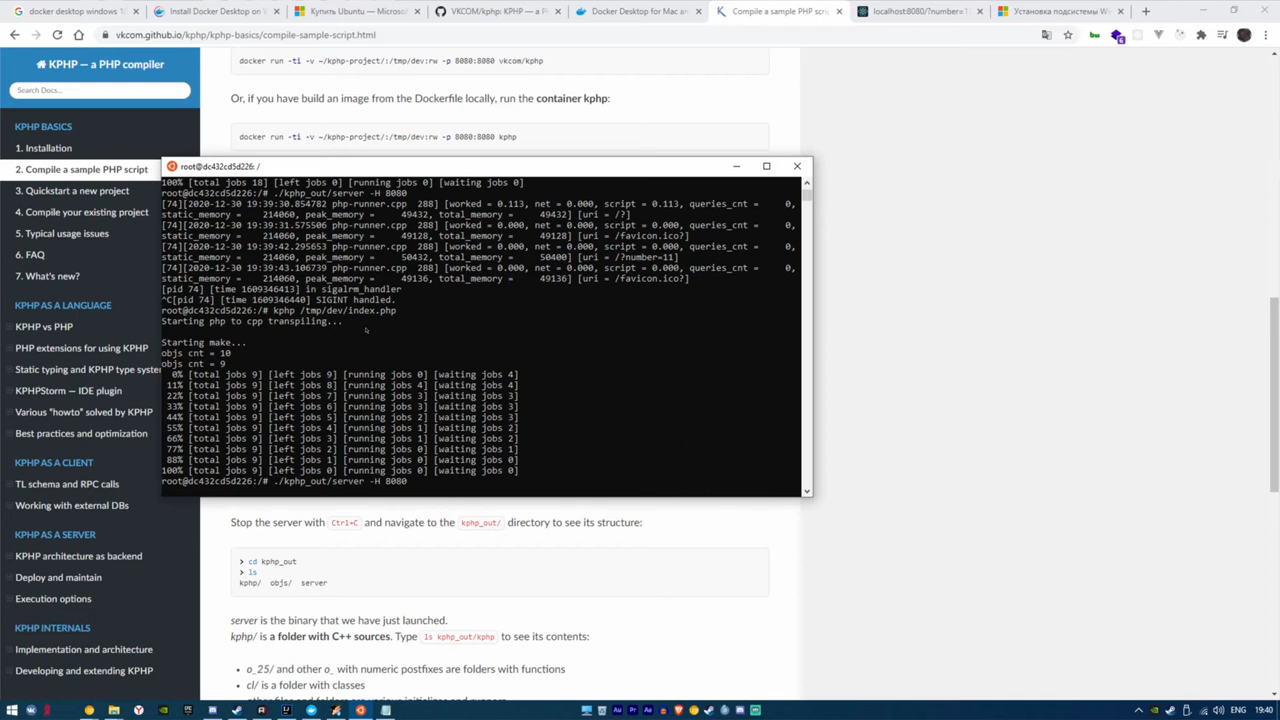 docker desktop windows 10
Install Docker Desktop on W
Купить Ubuntu — Microsoft
VKCOM/kphp: KPHP — a P
Docker Desktop for Mac an
Compile a sample PHP scrip
localhost:8080/?number=1
Установка подсистемы Win
vkcom.github.io/kphp/kphp-basics/compile-sample-script.html
KPHP — a PHP compiler
Search Docs...
KPHP BASICS
1. Installation
2. Compile a sample PHP script
3. Quickstart a new project
4. Compile your existing project
5. Typical usage issues
6. FAQ
7. What's new?
KPHP AS A LANGUAGE
KPHP vs PHP
PHP extensions for using KPHP
Static typing and KPHP type system
KPHPStorm — IDE plugin
Various “howto” solved by KPHP
Best practices and optimization
KPHP AS A CLIENT
TL schema and RPC calls
Working with external DBs
KPHP AS A SERVER
KPHP architecture as backend
Deploy and maintain
Execution options
KPHP INTERNALS
Implementation and architecture
Developing and extending KPHP
docker run -ti -v ~/kphp-project/:/tmp/dev:rw -p 8080:8080 vkcom/kphp
Or, if you have build an image from the Dockerfile locally, run the container kphp:
docker run -ti -v ~/kphp-project/:/tmp/dev:rw -p 8080:8080 kphp
root@dc432cd5d226: /
100% [total jobs 18] [left jobs 0] [running jobs 0] [waiting jobs 0]
root@dc432cd5d226:/# ./kphp_out/server -H 8080
[74][2020-12-30 19:39:30.854782 php-runner.cpp  288] [worked = 0.113, net = 0.000, script = 0.113, queries_cnt =     0,
static_memory =    214060, peak_memory =     49432, total_memory =     49432] [uri = /?]
[74][2020-12-30 19:39:31.575506 php-runner.cpp  288] [worked = 0.000, net = 0.000, script = 0.000, queries_cnt =     0,
static_memory =    214060, peak_memory =     49128, total_memory =     49128] [uri = /favicon.ico?]
[74][2020-12-30 19:39:42.295653 php-runner.cpp  288] [worked = 0.000, net = 0.000, script = 0.000, queries_cnt =     0,
static_memory =    214060, peak_memory =     50432, total_memory =     50400] [uri = /?number=11]
[74][2020-12-30 19:39:43.106739 php-runner.cpp  288] [worked = 0.000, net = 0.000, script = 0.000, queries_cnt =     0,
static_memory =    214060, peak_memory =     49136, total_memory =     49136] [uri = /favicon.ico?]
[pid 74] [time 1609346413] in sigalrm_handler
^C[pid 74] [time 1609346440] SIGINT handled.
root@dc432cd5d226:/# kphp /tmp/dev/index.php
Starting php to cpp transpiling...
Starting make...
objs cnt = 10
objs cnt = 9
0% [total jobs 9] [left jobs 9] [running jobs 0] [waiting jobs 4]
11% [total jobs 9] [left jobs 8] [running jobs 4] [waiting jobs 4]
22% [total jobs 9] [left jobs 7] [running jobs 3] [waiting jobs 3]
33% [total jobs 9] [left jobs 6] [running jobs 3] [waiting jobs 3]
44% [total jobs 9] [left jobs 5] [running jobs 2] [waiting jobs 3]
55% [total jobs 9] [left jobs 4] [running jobs 1] [waiting jobs 2]
66% [total jobs 9] [left jobs 3] [running jobs 1] [waiting jobs 2]
77% [total jobs 9] [left jobs 2] [running jobs 0] [waiting jobs 1]
88% [total jobs 9] [left jobs 1] [running jobs 0] [waiting jobs 0]
100% [total jobs 9] [left jobs 0] [running jobs 0] [waiting jobs 0]
root@dc432cd5d226:/# ./kphp_out/server -H 8080
Stop the server with Ctrl+C and navigate to the kphp_out/ directory to see its structure:
> cd kphp_out
> ls
kphp/  objs/  server
server is the binary that we have just launched.
kphp/ is a folder with C++ sources. Type ls kphp_out/kphp to see its contents:
o_25/ and other o_ with numeric postfixes are folders with functions
cl/ is a folder with classes
ENG
19:40